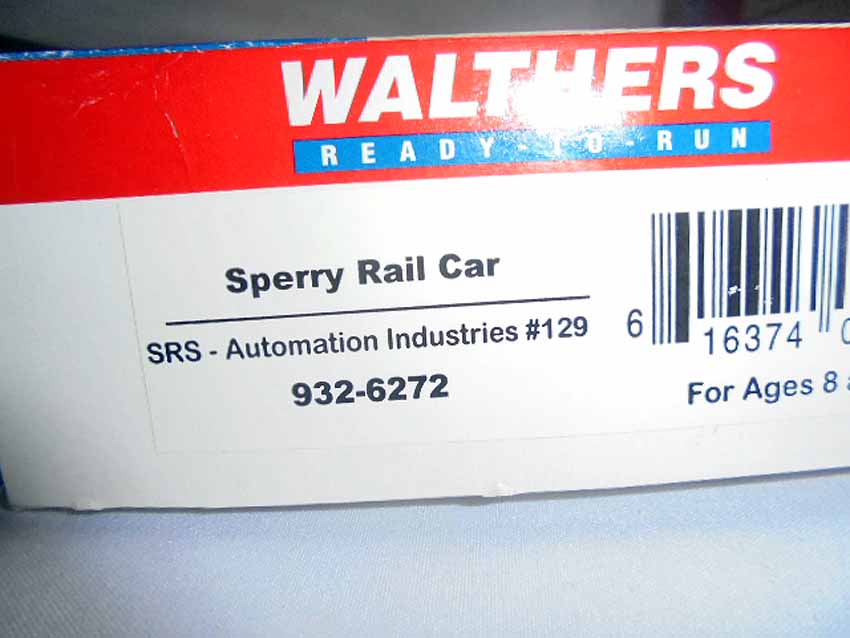 WALTHERS
READY-TO-RUN
Sperry Rail Car
SRS - Automation Industries #129
932-6272
6 16374
For Ages 8